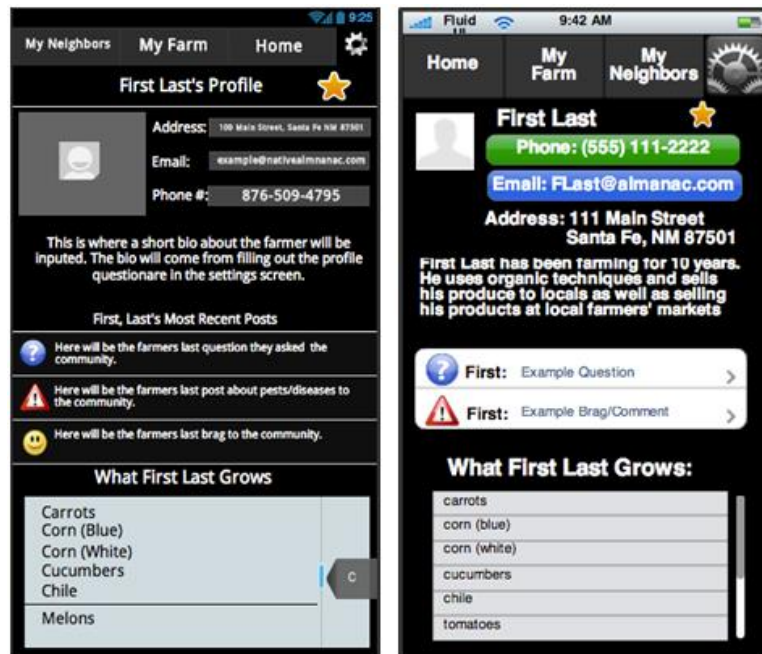 9:25
My Neighbors My Farm Home
First Last's Profile
Address: 100 Main Street, Santa Fe NM 87501
Email: example@nativealmnanac.com
Phone #: 876-509-4795
This is where a short bio about the farmer will be
inputed. The bio will come from filling out the profile
questionare in the settings screen.
First, Last's Most Recent Posts
Here will be the farmers last question they asked the
community.
Here will be the farmers last post about pests/diseases to
the community.
Here will be the farmers last brag to the community.
What First Last Grows
Carrots
Corn (Blue)
Corn (White)
Cucumbers
Chile
C
Melons
Fluid
UI
9:42 AM
Home My Farm My Neighbors
First Last
Phone: (555) 111-2222
Email: FLast@almanac.com
Address: 111 Main Street
Santa Fe, NM 87501
First Last has been farming for 10 years.
He uses organic techniques and sells
his produce to locals as well as selling
his products at local farmers' markets
? First: Example Question
First: Example Brag/Comment
What First Last Grows:
carrots
corn (blue)
corn (white)
cucumbers
chile
tomatoes